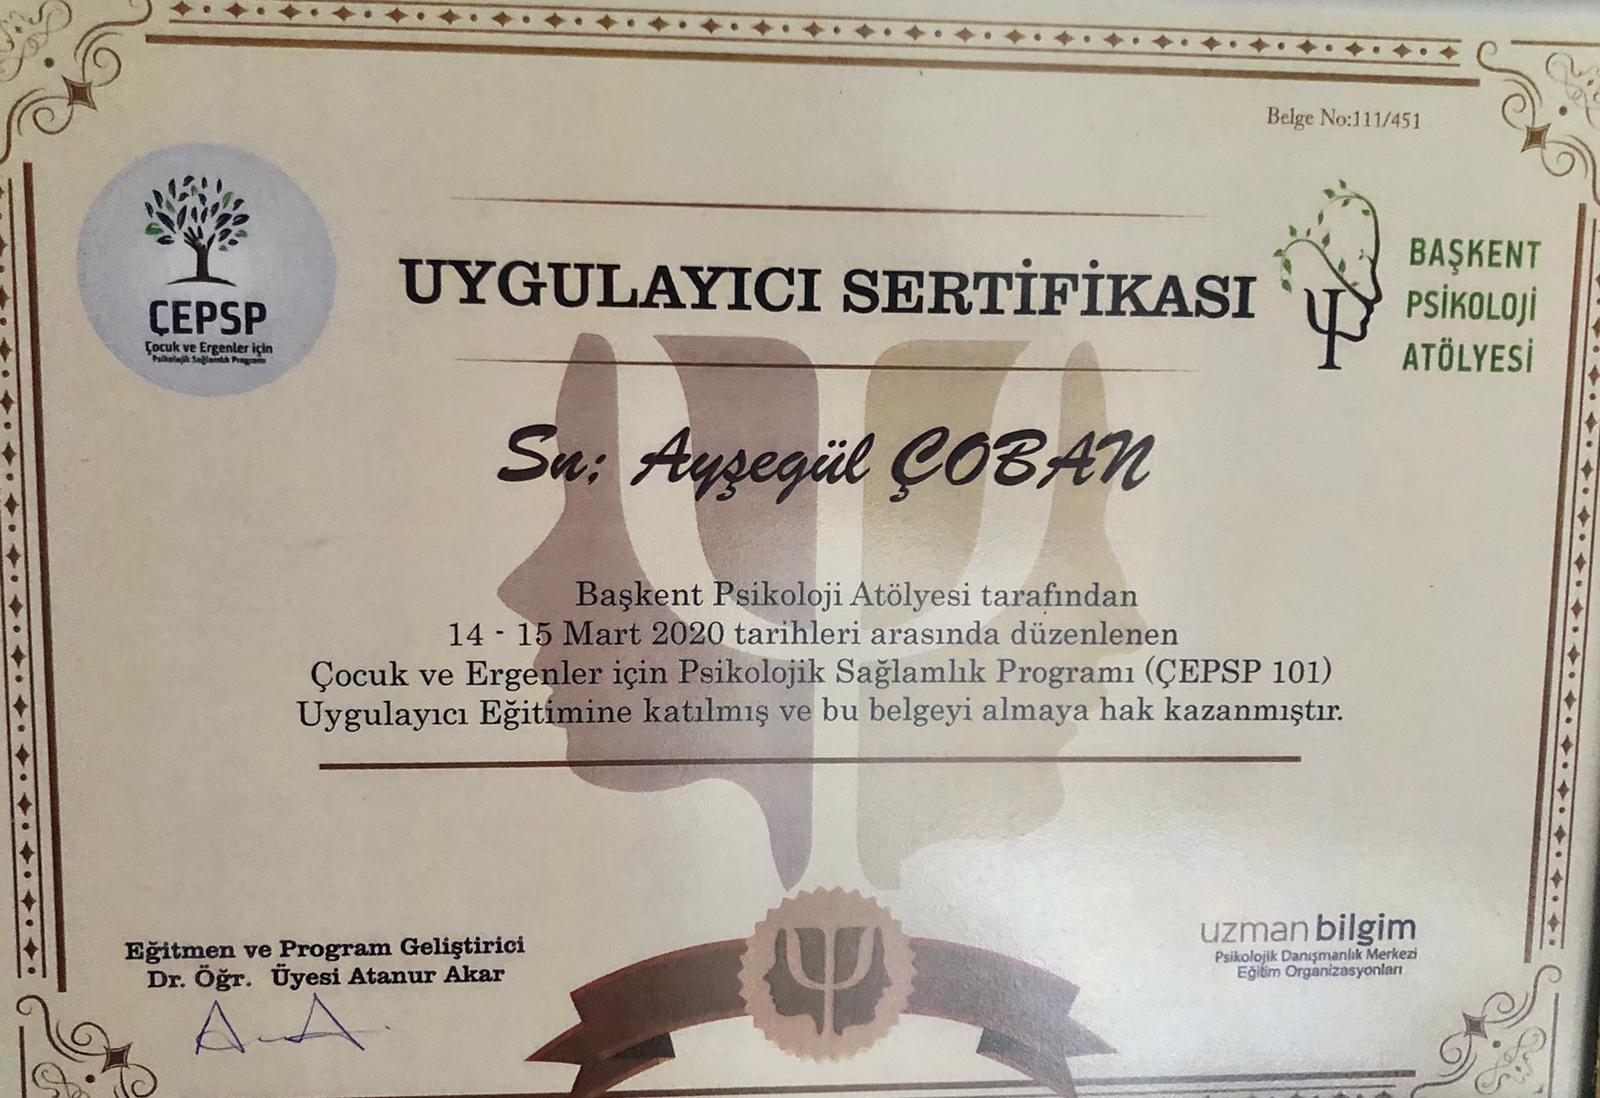 Belge No:111/451
ÇEPSP
Çocuk ve Ergenler için
Psikolojik Sağlamlık Programı
UYGULAYICI SERTİFİKASI
BAŞKENT
PSİKOLOJİ
ATÖLYESİ
Sn: Ayşegül ÇOBAN
Başkent Psikoloji Atölyesi tarafından
14 - 15 Mart 2020 tarihleri arasında düzenlenen
Çocuk ve Ergenler için Psikolojik Sağlamlık Programı (ÇEPSP 101)
Uygulayıcı Eğitimine katılmış ve bu belgeyi almaya hak kazanmıştır.
Eğitmen ve Program Geliştirici
Dr. Öğr. Üyesi Atanur Akar
uzman bilgim
Psikolojik Danışmanlık Merkezi
Eğitim Organizasyonları